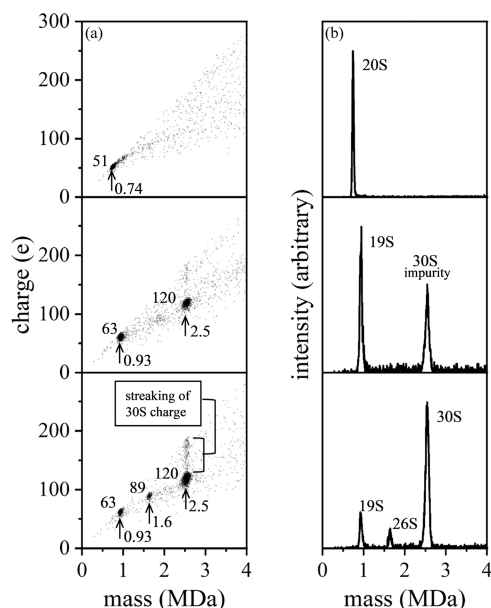 (a)
300
200
100
0
51
0.74
200
100
0
120
63
2.5
0.93
streaking of
30S charge
300
200
100
0
120
89
63
2.5
1.6
0.93
0 1 2 3 4
mass (MDa)
charge (e)
(b)
20S
19S
30S
impurity
30S
19S
26S
0 1 2 3 4
mass (MDa)
intensity (arbitrary)